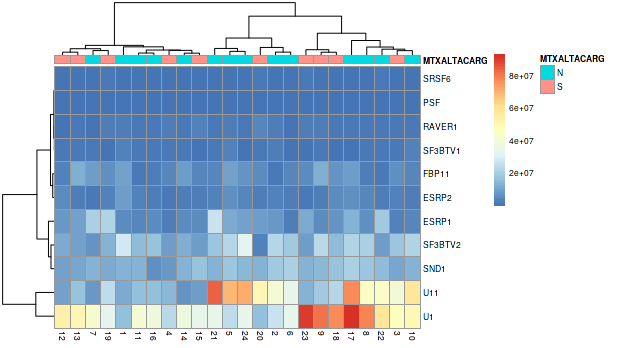 MTXALTACARG
SRSF6
PSF
RAVER1
SF3BTV1
FBP11
ESRP2
ESRP1
SF3BTV2
SND1
U11
U1
12 13 7 19 1 11 16 4 14 15 21 5 24 20 2 6 23 9 18 17 8 22 3 10
8e+07
6e+07
4e+07
2e+07
MTXALTACARG
N
S